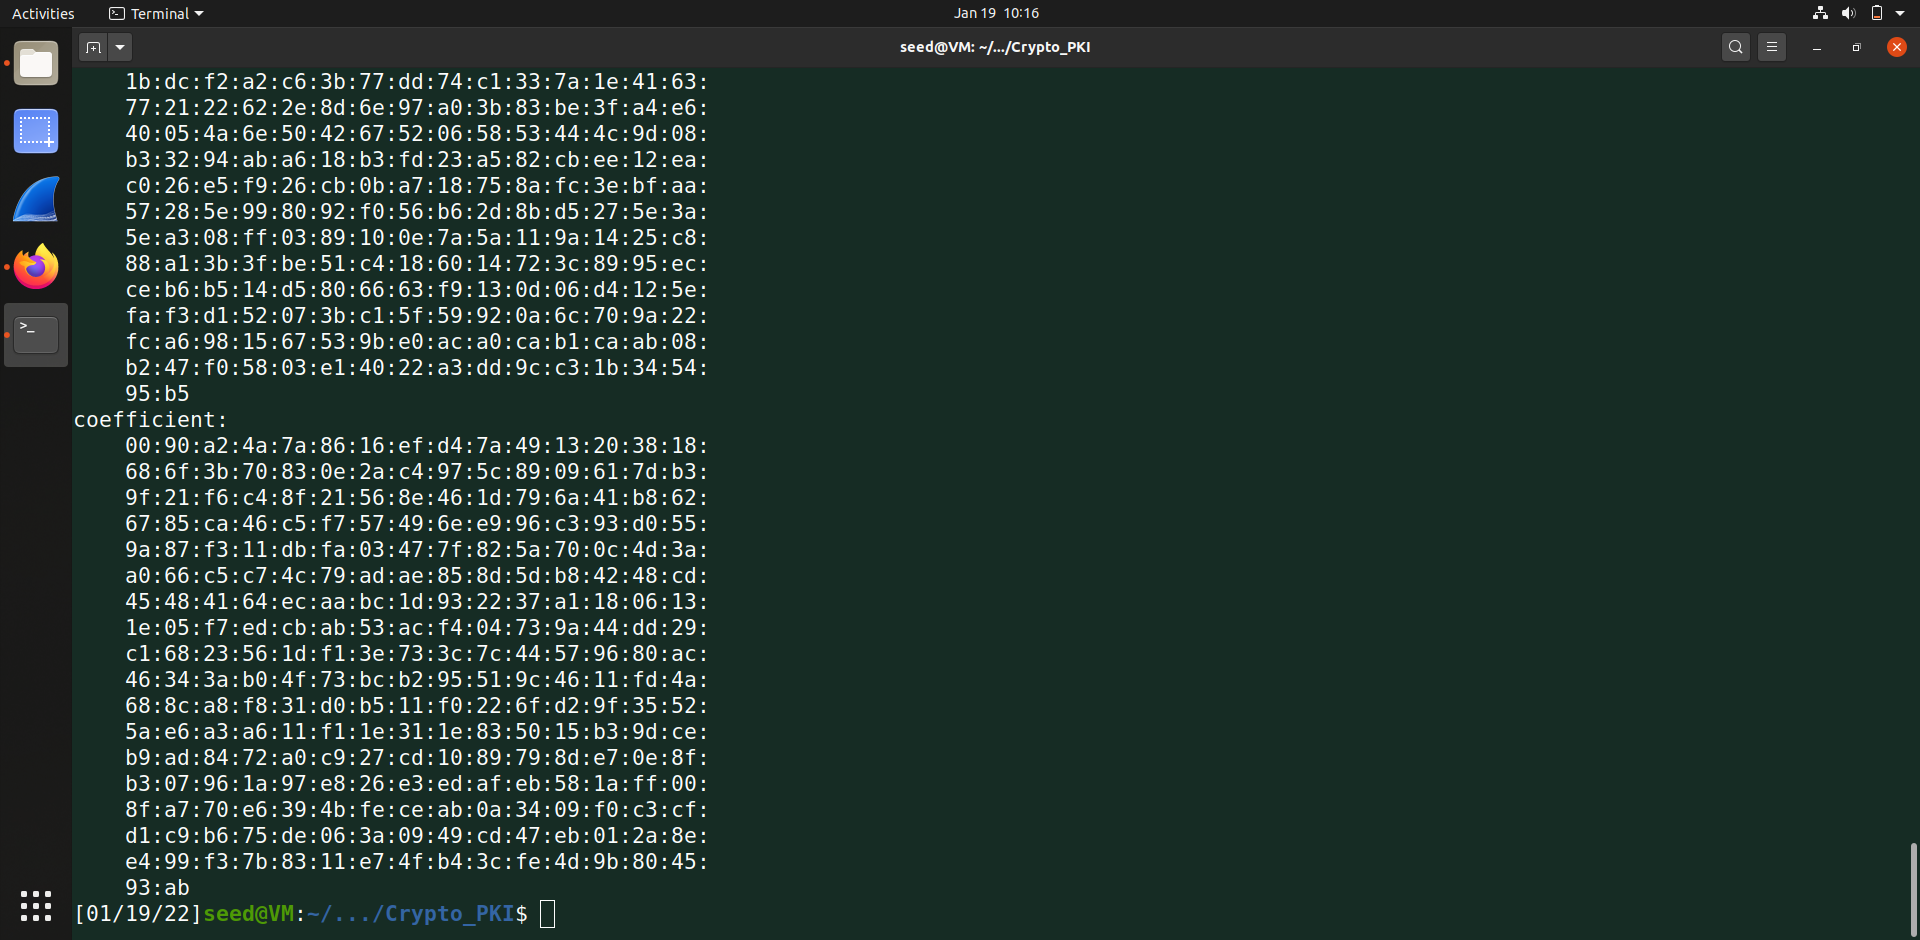 Activities
Terminal
Jan 19 10:16
seed@VM: ~/.../Crypto_PKI
1b:dc:f2:a2:c6:3b:77:dd:74:c1:33:7a:1e:41:63:
77:21:22:62:2e:8d:6e:97:a0:3b:83:be:3f:a4:e6:
40:05:4a:6e:50:42:67:52:06:58:53:44:4c:9d:08:
b3:32:94:ab:a6:18:b3:fd:23:a5:82:cb:ee:12:ea:
c0:26:e5:f9:26:cb:0b:a7:18:75:8a:fc:3e:bf:aa:
57:28:5e:99:80:92:f0:56:b6:2d:8b:d5:27:5e:3a:
5e:a3:08:ff:03:89:10:0e:7a:5a:11:9a:14:25:c8:
88:a1:3b:3f:be:51:c4:18:60:14:72:3c:89:95:ec:
ce:b6:b5:14:d5:80:66:63:f9:13:0d:06:d4:12:5e:
fa:f3:d1:52:07:3b:c1:5f:59:92:0a:6c:70:9a:22:
fc:a6:98:15:67:53:9b:e0:ac:a0:ca:b1:ca:ab:08:
b2:47:f0:58:03:e1:40:22:a3:dd:9c:c3:1b:34:54:
95:b5
coefficient:
00:90:a2:4a:7a:86:16:ef:d4:7a:49:13:20:38:18:
68:6f:3b:70:83:0e:2a:c4:97:5c:89:09:61:7d:b3:
9f:21:f6:c4:8f:21:56:8e:46:1d:79:6a:41:b8:62:
67:85:ca:46:c5:f7:57:49:6e:e9:96:c3:93:d0:55:
9a:87:f3:11:db:fa:03:47:7f:82:5a:70:0c:4d:3a:
a0:66:c5:c7:4c:79:ad:ae:85:8d:5d:b8:42:48:cd:
45:48:41:64:ec:aa:bc:1d:93:22:37:a1:18:06:13:
1e:05:f7:ed:cb:ab:53:ac:f4:04:73:9a:44:dd:29:
c1:68:23:56:1d:f1:3e:73:3c:7c:44:57:96:80:ac:
46:34:3a:b0:4f:73:bc:b2:95:51:9c:46:11:fd:4a:
68:8c:a8:f8:31:d0:b5:11:f0:22:6f:d2:9f:35:52:
5a:e6:a3:a6:11:f1:1e:31:1e:83:50:15:b3:9d:ce:
b9:ad:84:72:a0:c9:27:cd:10:89:79:8d:e7:0e:8f:
b3:07:96:1a:97:e8:26:e3:ed:af:eb:58:1a:ff:00:
8f:a7:70:e6:39:4b:fe:ce:ab:0a:34:09:f0:c3:cf:
d1:c9:b6:75:de:06:3a:09:49:cd:47:eb:01:2a:8e:
e4:99:f3:7b:83:11:e7:4f:b4:3c:fe:4d:9b:80:45:
93:ab
[01/19/22]seed@VM:~/.../Crypto_PKI$